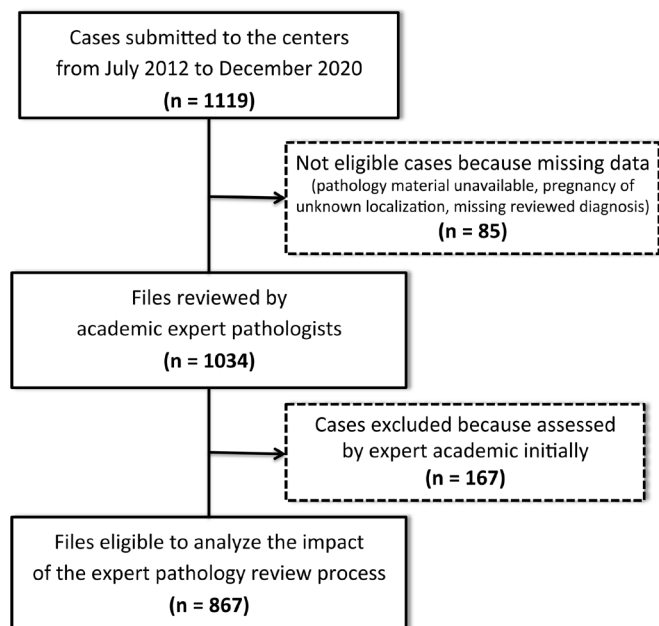 Cases submitted to the centers
from July 2012 to December 2020
(n = 1119)
Not eligible cases because missing data
(pathology material unavailable, pregnancy of
unknown localization, missing reviewed diagnosis)
(n = 85)
Files reviewed by
academic expert pathologists
(n = 1034)
Cases excluded because assessed
by expert academic initially
(n = 167)
Files eligible to analyze the impact
of the expert pathology review process
(n = 867)